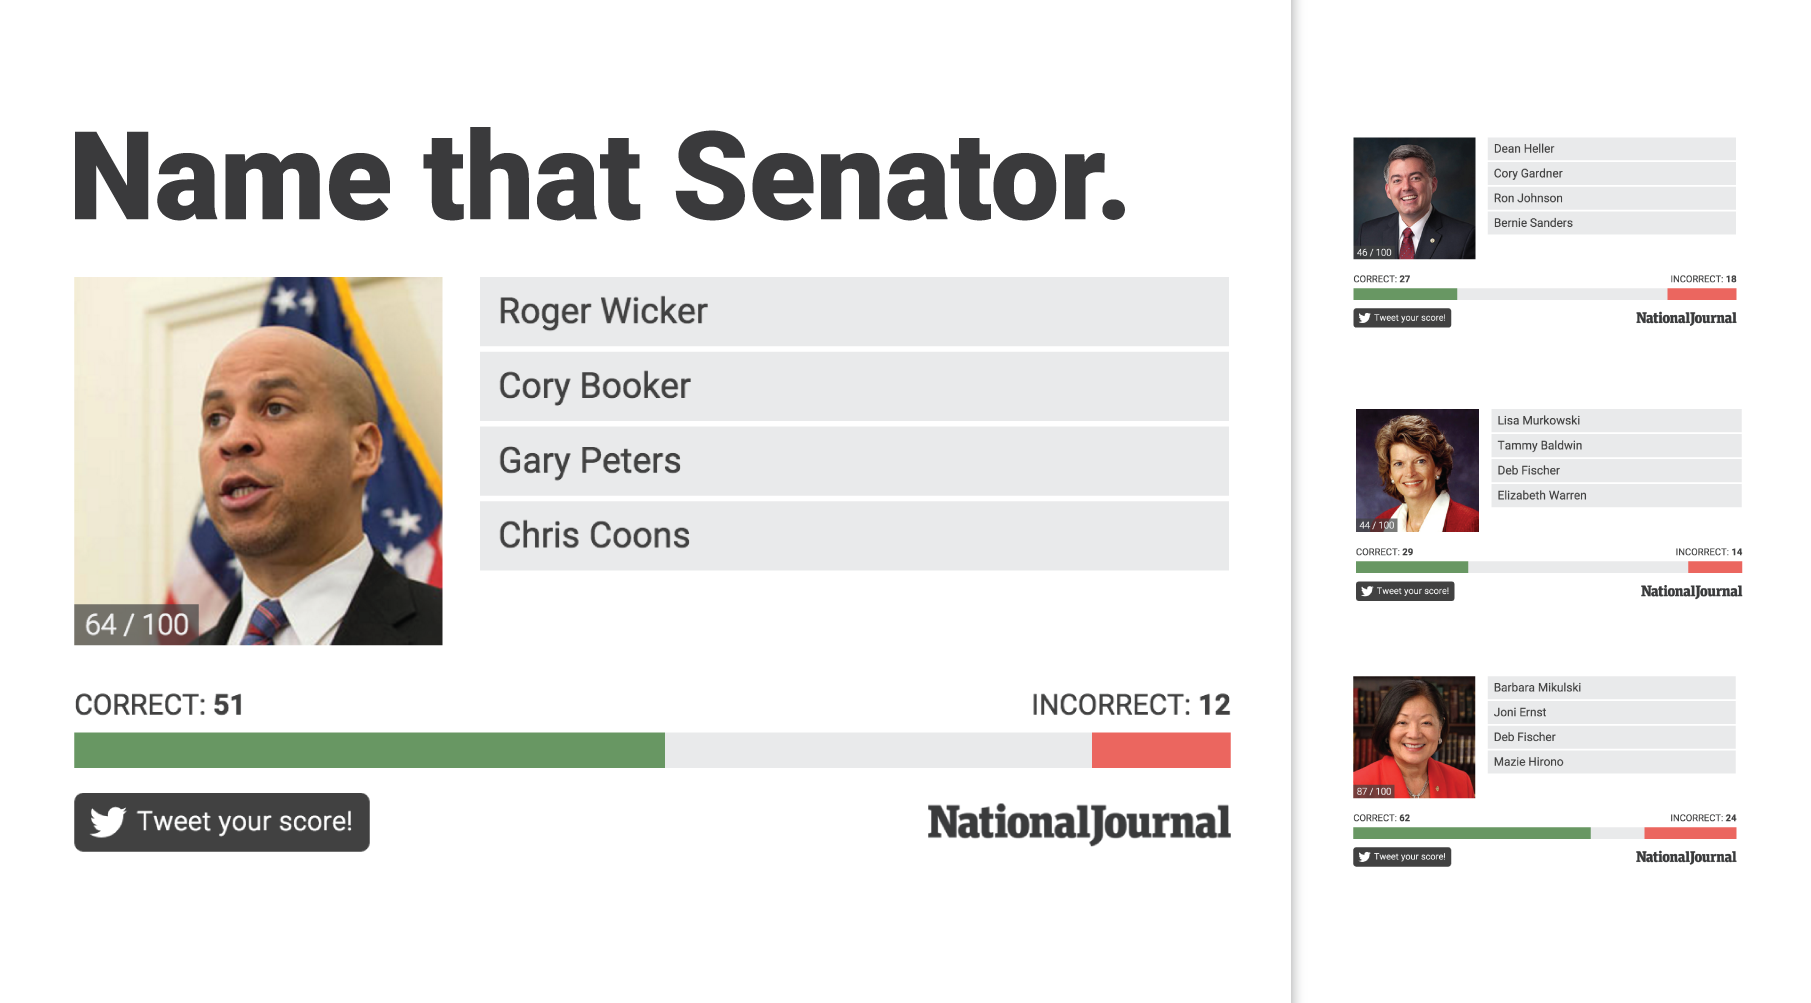 Name that Senator.
Roger Wicker
Cory Booker
Gary Peters
Chris Coons
64 / 100
CORRECT: 51
INCORRECT: 12
Tweet your score!
NationalJournal
Dean Heller
Cory Gardner
Ron Johnson
Bernie Sanders
46 / 100
CORRECT: 27
INCORRECT: 18
Tweet your score!
NationalJournal
Lisa Murkowski
Tammy Baldwin
Deb Fischer
Elizabeth Warren
44 / 100
CORRECT: 29
INCORRECT: 14
Tweet your score!
NationalJournal
Barbara Mikulski
Joni Ernst
Deb Fischer
Mazie Hirono
87 / 100
CORRECT: 62
INCORRECT: 24
Tweet your score!
NationalJournal